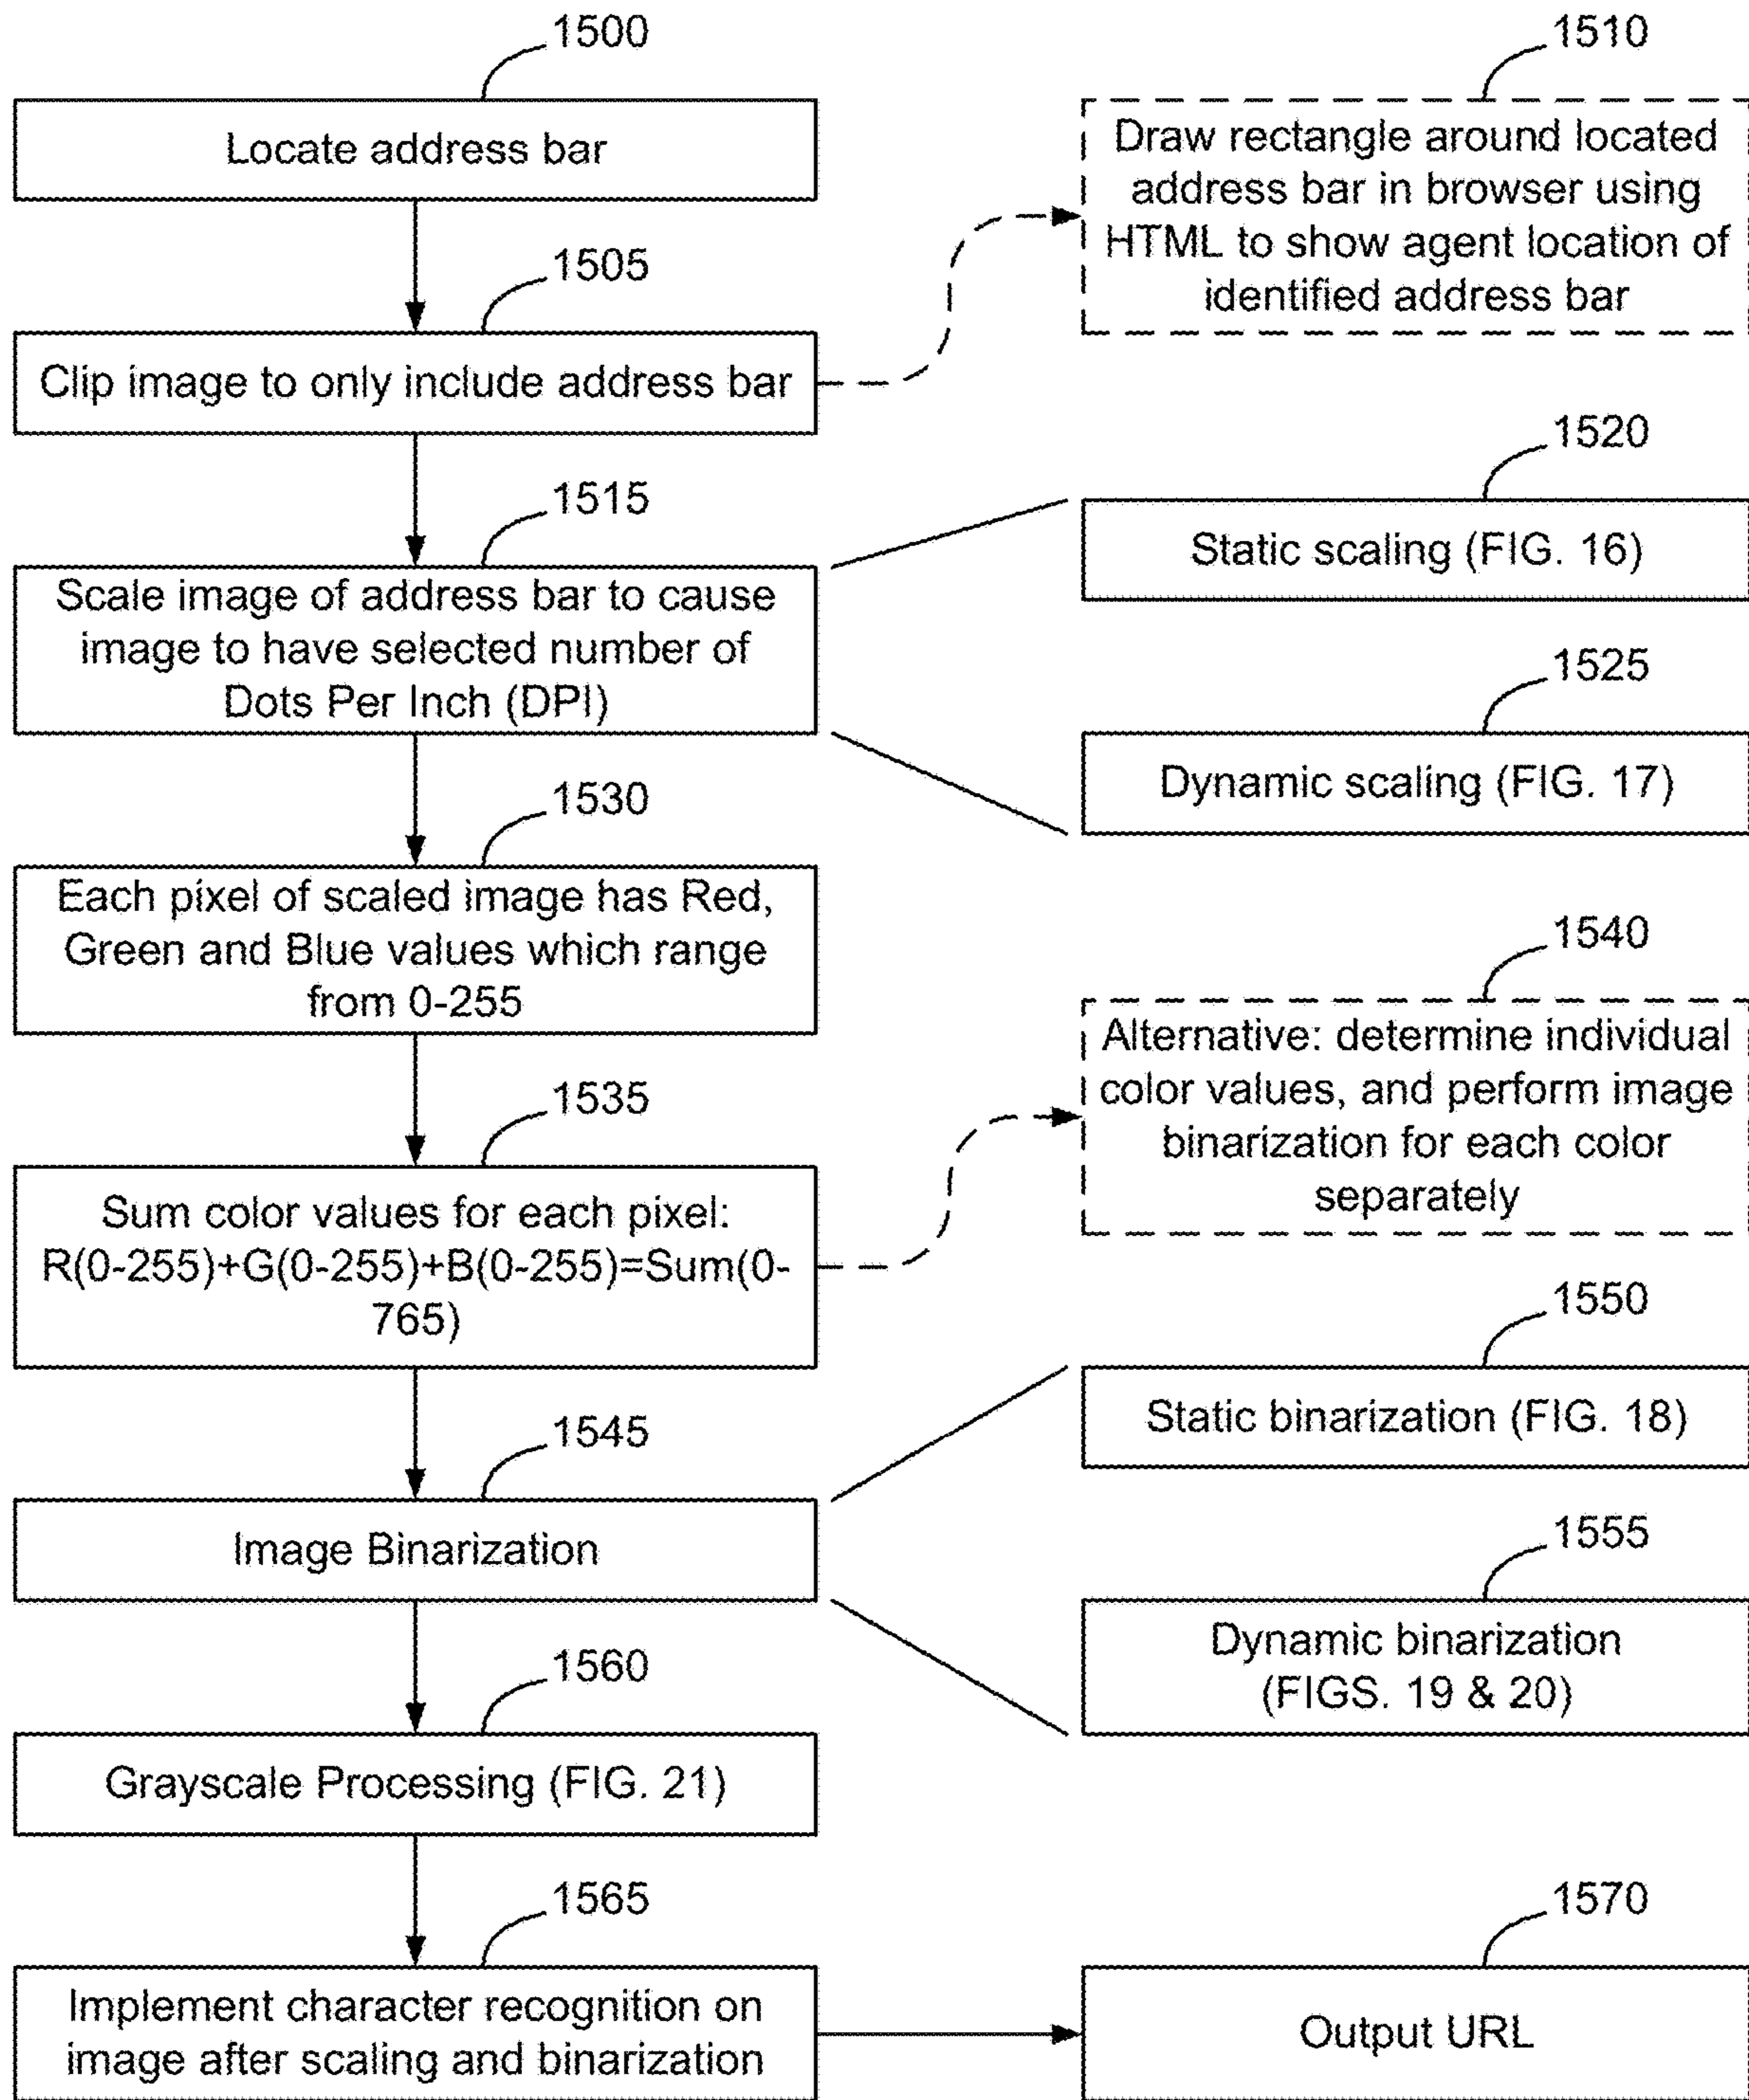 1500
Locate address bar
1510
Draw rectangle around located
address bar in browser using
HTML to show agent location of
identified address bar
1505
Clip image to only include address bar
1515
Scale image of address bar to cause
image to have selected number of
Dots Per Inch (DPI)
1520
Static scaling (FIG. 16)
1525
Dynamic scaling (FIG. 17)
1530
Each pixel of scaled image has Red,
Green and Blue values which range
from 0-255
1535
Sum color values for each pixel:
R(0-255)+G(0-255)+B(0-255)=Sum(0-
765)
1540
Alternative: determine individual
color values, and perform image
binarization for each color
separately
1545
Image Binarization
1550
Static binarization (FIG. 18)
1555
Dynamic binarization
(FIGS. 19 & 20)
1560
Grayscale Processing (FIG. 21)
1565
Implement character recognition on
image after scaling and binarization
1570
Output URL